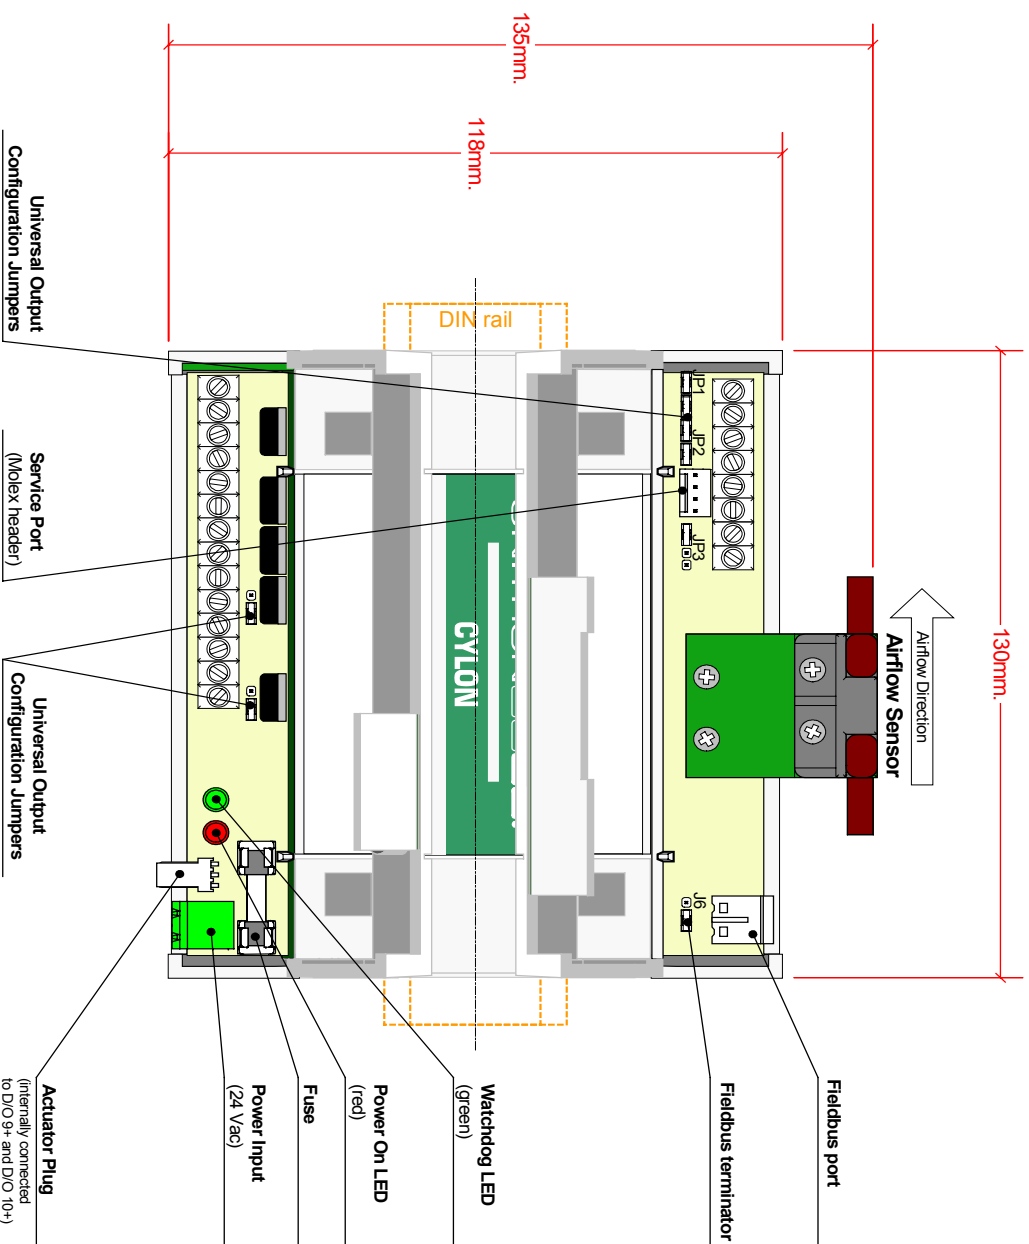 135mm.
118mm.
130mm.
Universal Output
Configuration Jumpers
Service Port
(Molex header)
Universal Output
Configuration Jumpers
DIN rail
JP1
JP2
JP3
J6
CYLON
Airflow Direction
Airflow Sensor
Fieldbus port
Fieldbus terminator
Watchdog LED
(green)
Power On LED
(red)
Fuse
Power Input
(24 Vac)
Actuator Plug
(internally connected
to D/O 9+ and D/O 10+)